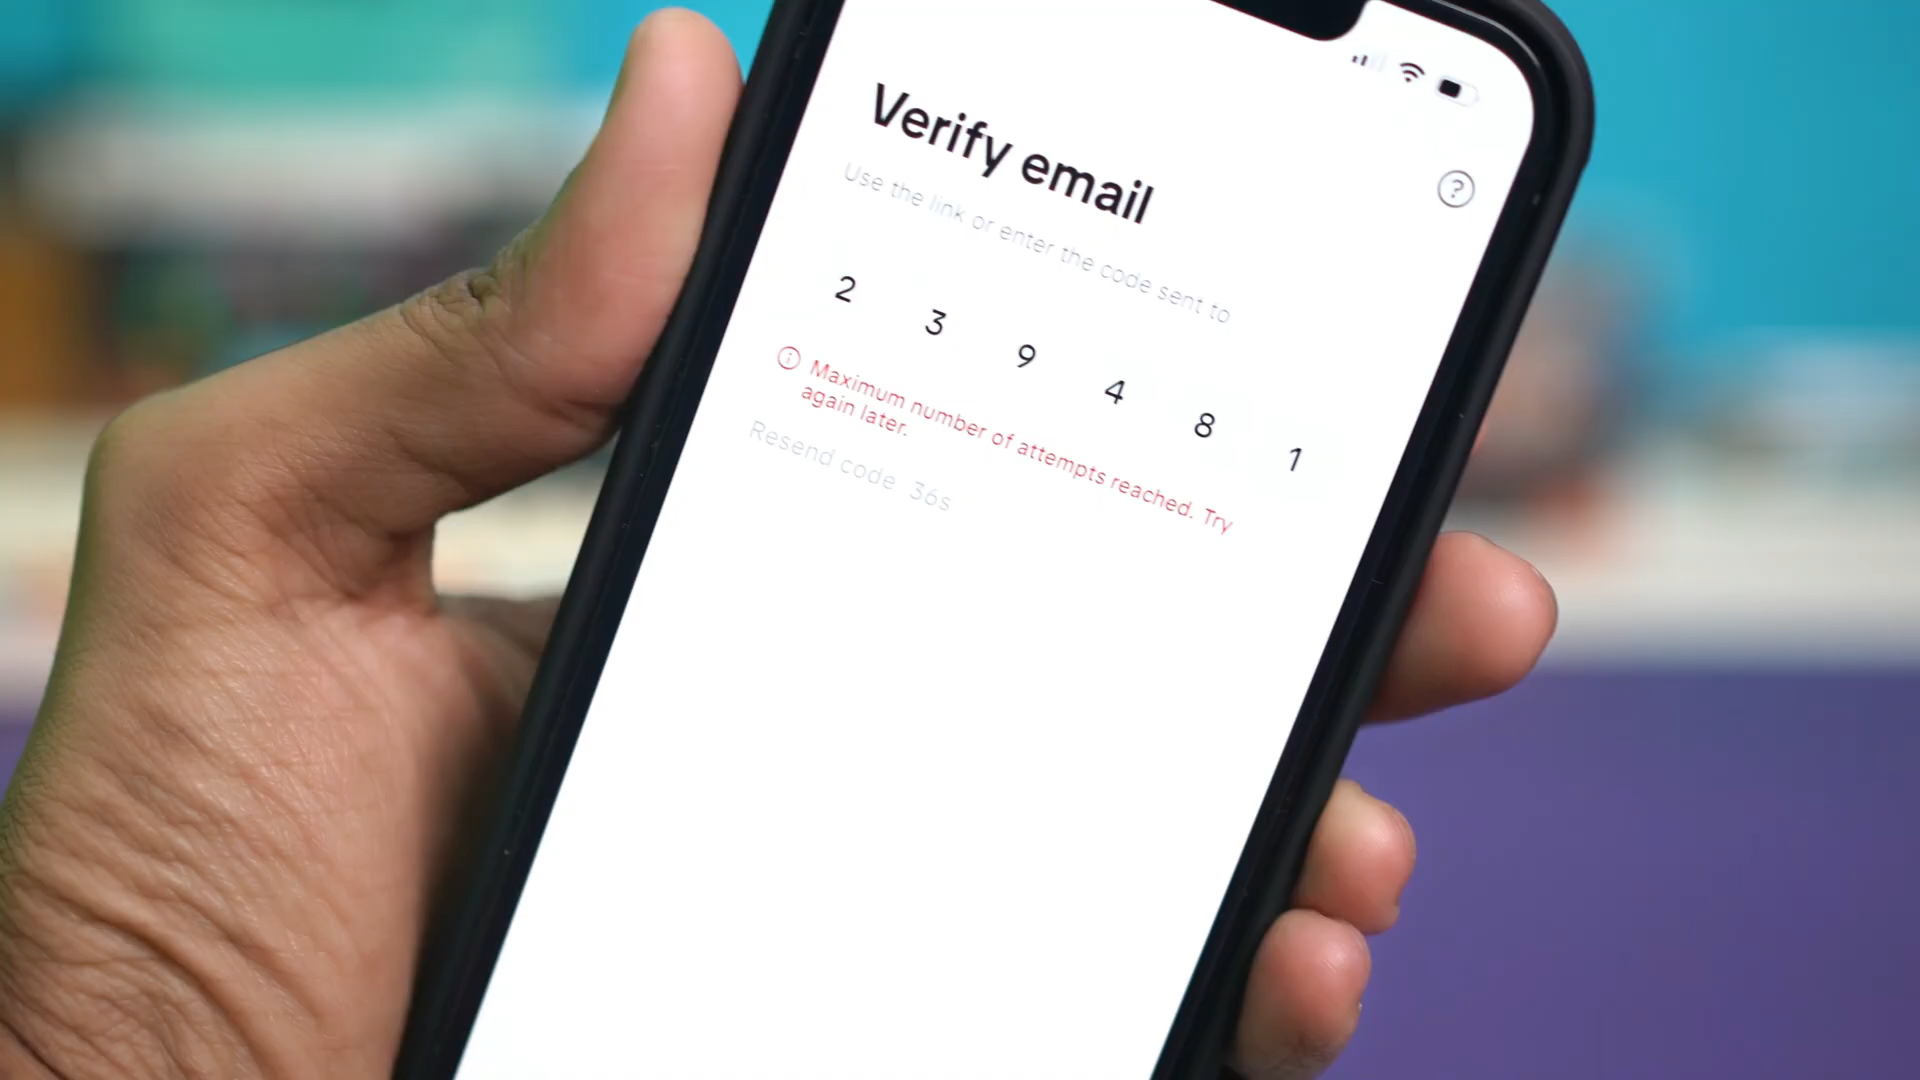 Verify email
?
Use the link or enter the code sent to
2 3 9 4 8 1
Maximum number of attempts reached. Try
again later.
Resend code 36s